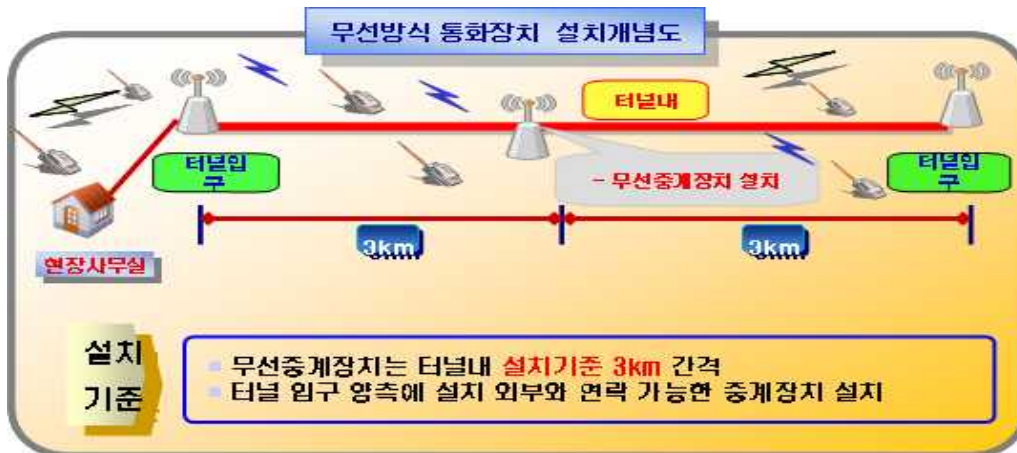 무선방식 통화장치 설치개념도
터널내
터널입
구
터널입
구
- 무선중계장치 설치
3km
3km
현장사무실
설치
기준
무선중계장치는 터널내 설치기준 3km 간격
터널 입구 양측에 설치 외부와 연락 가능한 중계장치 설치